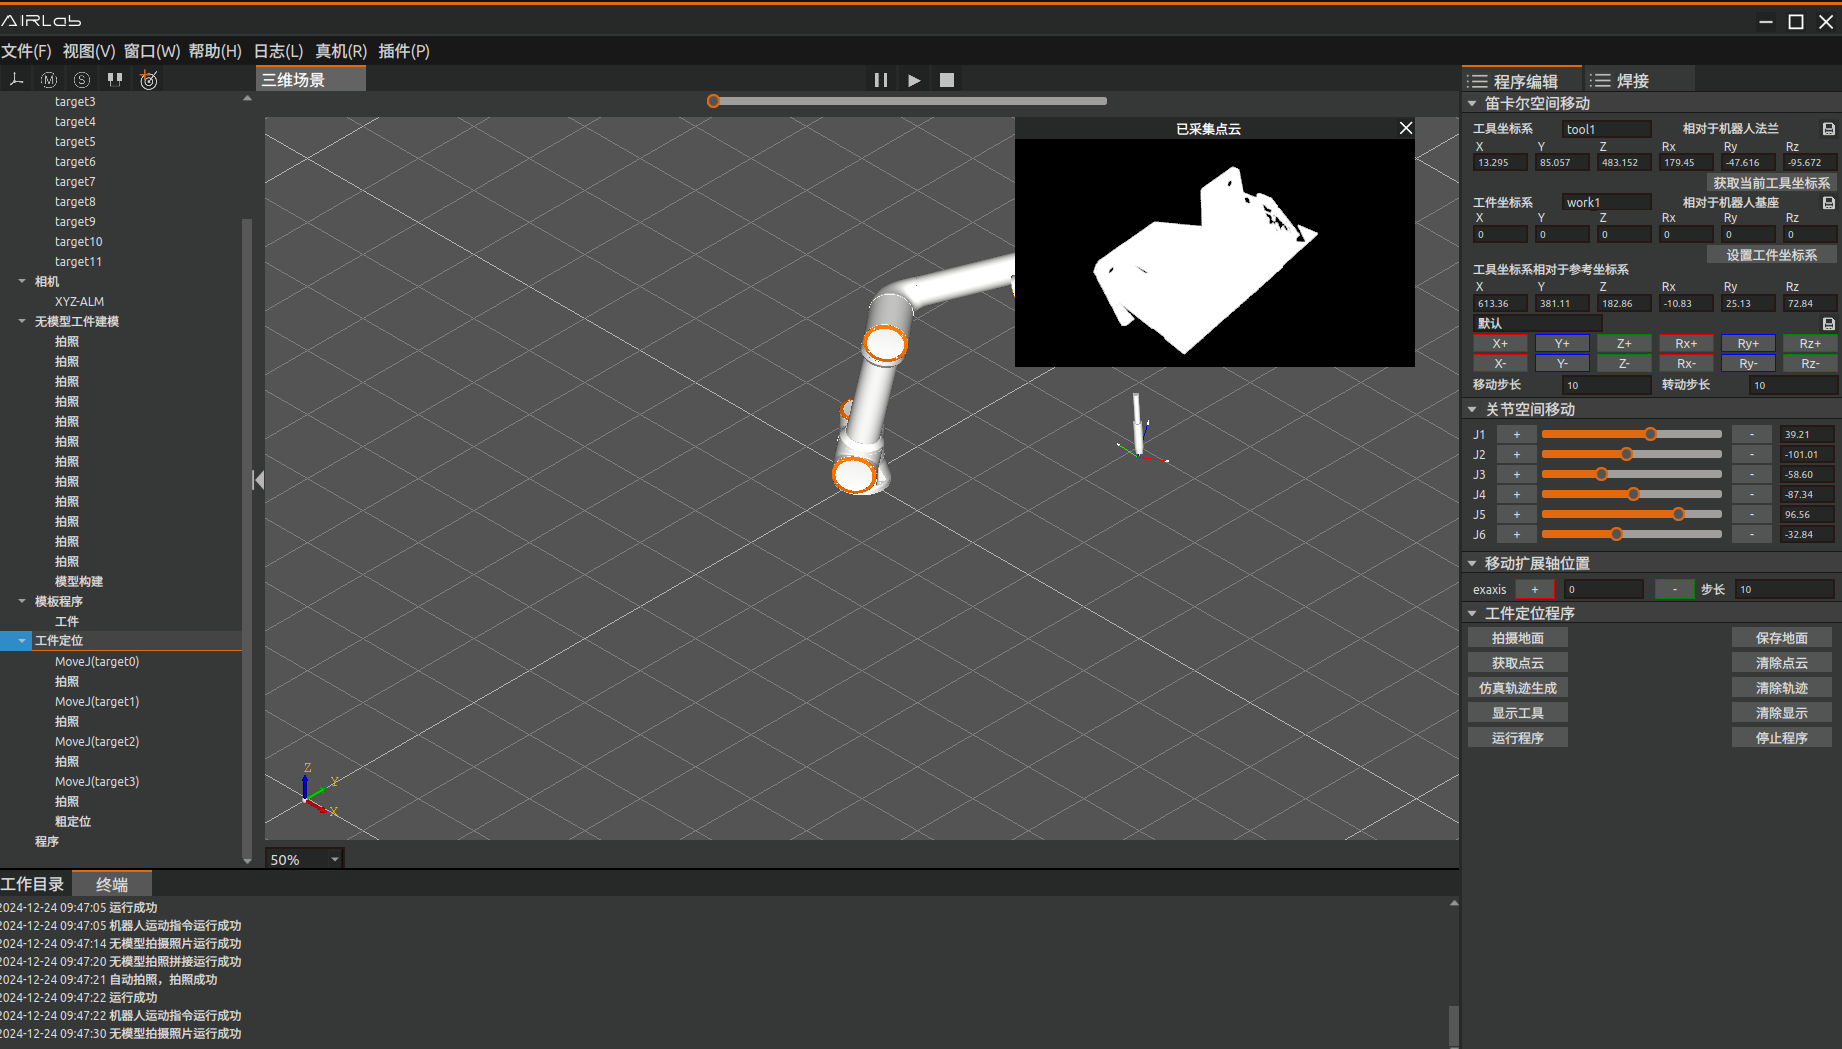 AIRLab
文件(F) 视图(V) 窗口(W) 帮助(H) 日志(L) 真机(R) 插件(P)
M S
三维场景
target3
target4
target5
target6
target7
target8
target9
target10
target11
相机
XYZ-ALM
无模型工件建模
拍照
拍照
拍照
拍照
拍照
拍照
拍照
拍照
拍照
拍照
拍照
拍照
模型构建
模板程序
工件
工件定位
MoveJ(target0)
拍照
MoveJ(target1)
拍照
MoveJ(target2)
拍照
MoveJ(target3)
拍照
粗定位
程序
已采集点云
Z
Y
X
50%
程序编辑 焊接
笛卡尔空间移动
工具坐标系 tool1 相对于机器人法兰
X Y Z Rx Ry Rz
13.295 85.057 483.152 179.45 -47.616 -95.672
获取当前工具坐标系
工件坐标系 work1 相对于机器人基座
X Y Z Rx Ry Rz
0 0 0 0 0 0
设置工件坐标系
工具坐标系相对于参考坐标系
X Y Z Rx Ry Rz
613.36 381.11 182.86 -10.83 25.13 72.84
默认
X+ Y+ Z+ Rx+ Ry+ Rz+
X- Y- Z- Rx- Ry- Rz-
移动步长 10 转动步长 10
关节空间移动
J1 + - 39.21
J2 + - -101.01
J3 + - -58.60
J4 + - -87.34
J5 + - 96.56
J6 + - -32.84
移动扩展轴位置
exaxis + 0 - 步长 10
工件定位程序
拍摄地面 保存地面
获取点云 清除点云
仿真轨迹生成 清除轨迹
显示工具 清除显示
运行程序 停止程序
工作目录 终端
2024-12-24 09:47:05 运行成功
2024-12-24 09:47:05 机器人运动指令运行成功
2024-12-24 09:47:14 无模型拍摄照片运行成功
2024-12-24 09:47:20 无模型拍照拼接运行成功
2024-12-24 09:47:21 自动拍照，拍照成功
2024-12-24 09:47:22 运行成功
2024-12-24 09:47:22 机器人运动指令运行成功
2024-12-24 09:47:30 无模型拍摄照片运行成功